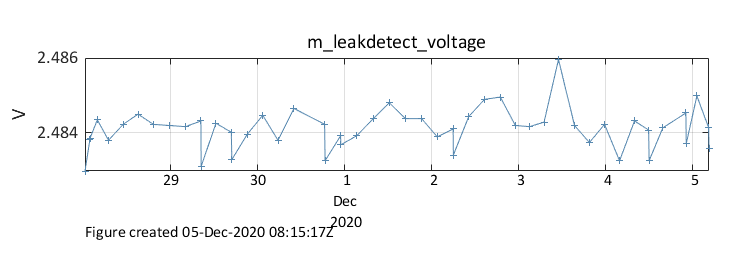 m_leakdetect_voltage
2.486
2.484
V
29 30 1 2 3 4 5
Dec
2020
Figure created 05-Dec-2020 08:15:17Z